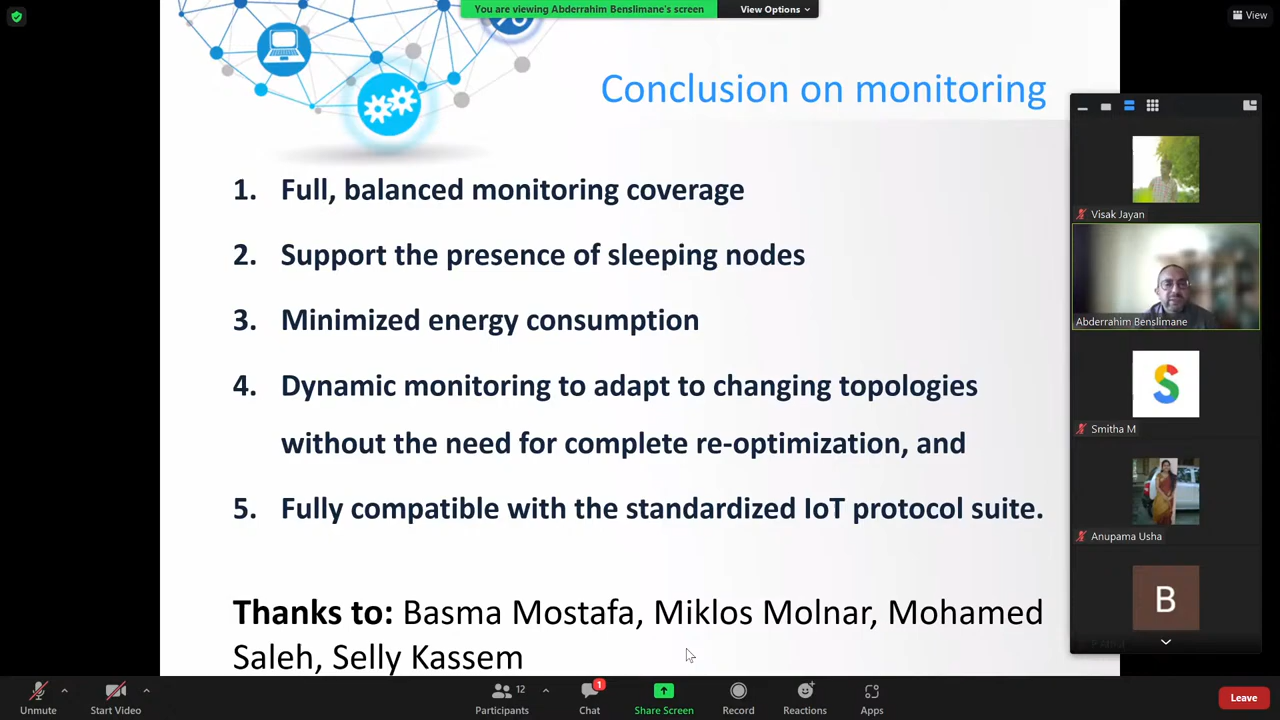 You are viewing Abderrahim Benslimane's screen
View Options
View
Conclusion on monitoring
1. Full, balanced monitoring coverage
2. Support the presence of sleeping nodes
3. Minimized energy consumption
4. Dynamic monitoring to adapt to changing topologies
without the need for complete re-optimization, and
5. Fully compatible with the standardized IoT protocol suite.
Thanks to: Basma Mostafa, Miklos Molnar, Mohamed
Saleh, Selly Kassem
Visak Jayan
Abderrahim Benslimane
S
Smitha M
Anupama Usha
B
Unmute
Start Video
12
Participants
1
Chat
Share Screen
Record
Reactions
Apps
Leave